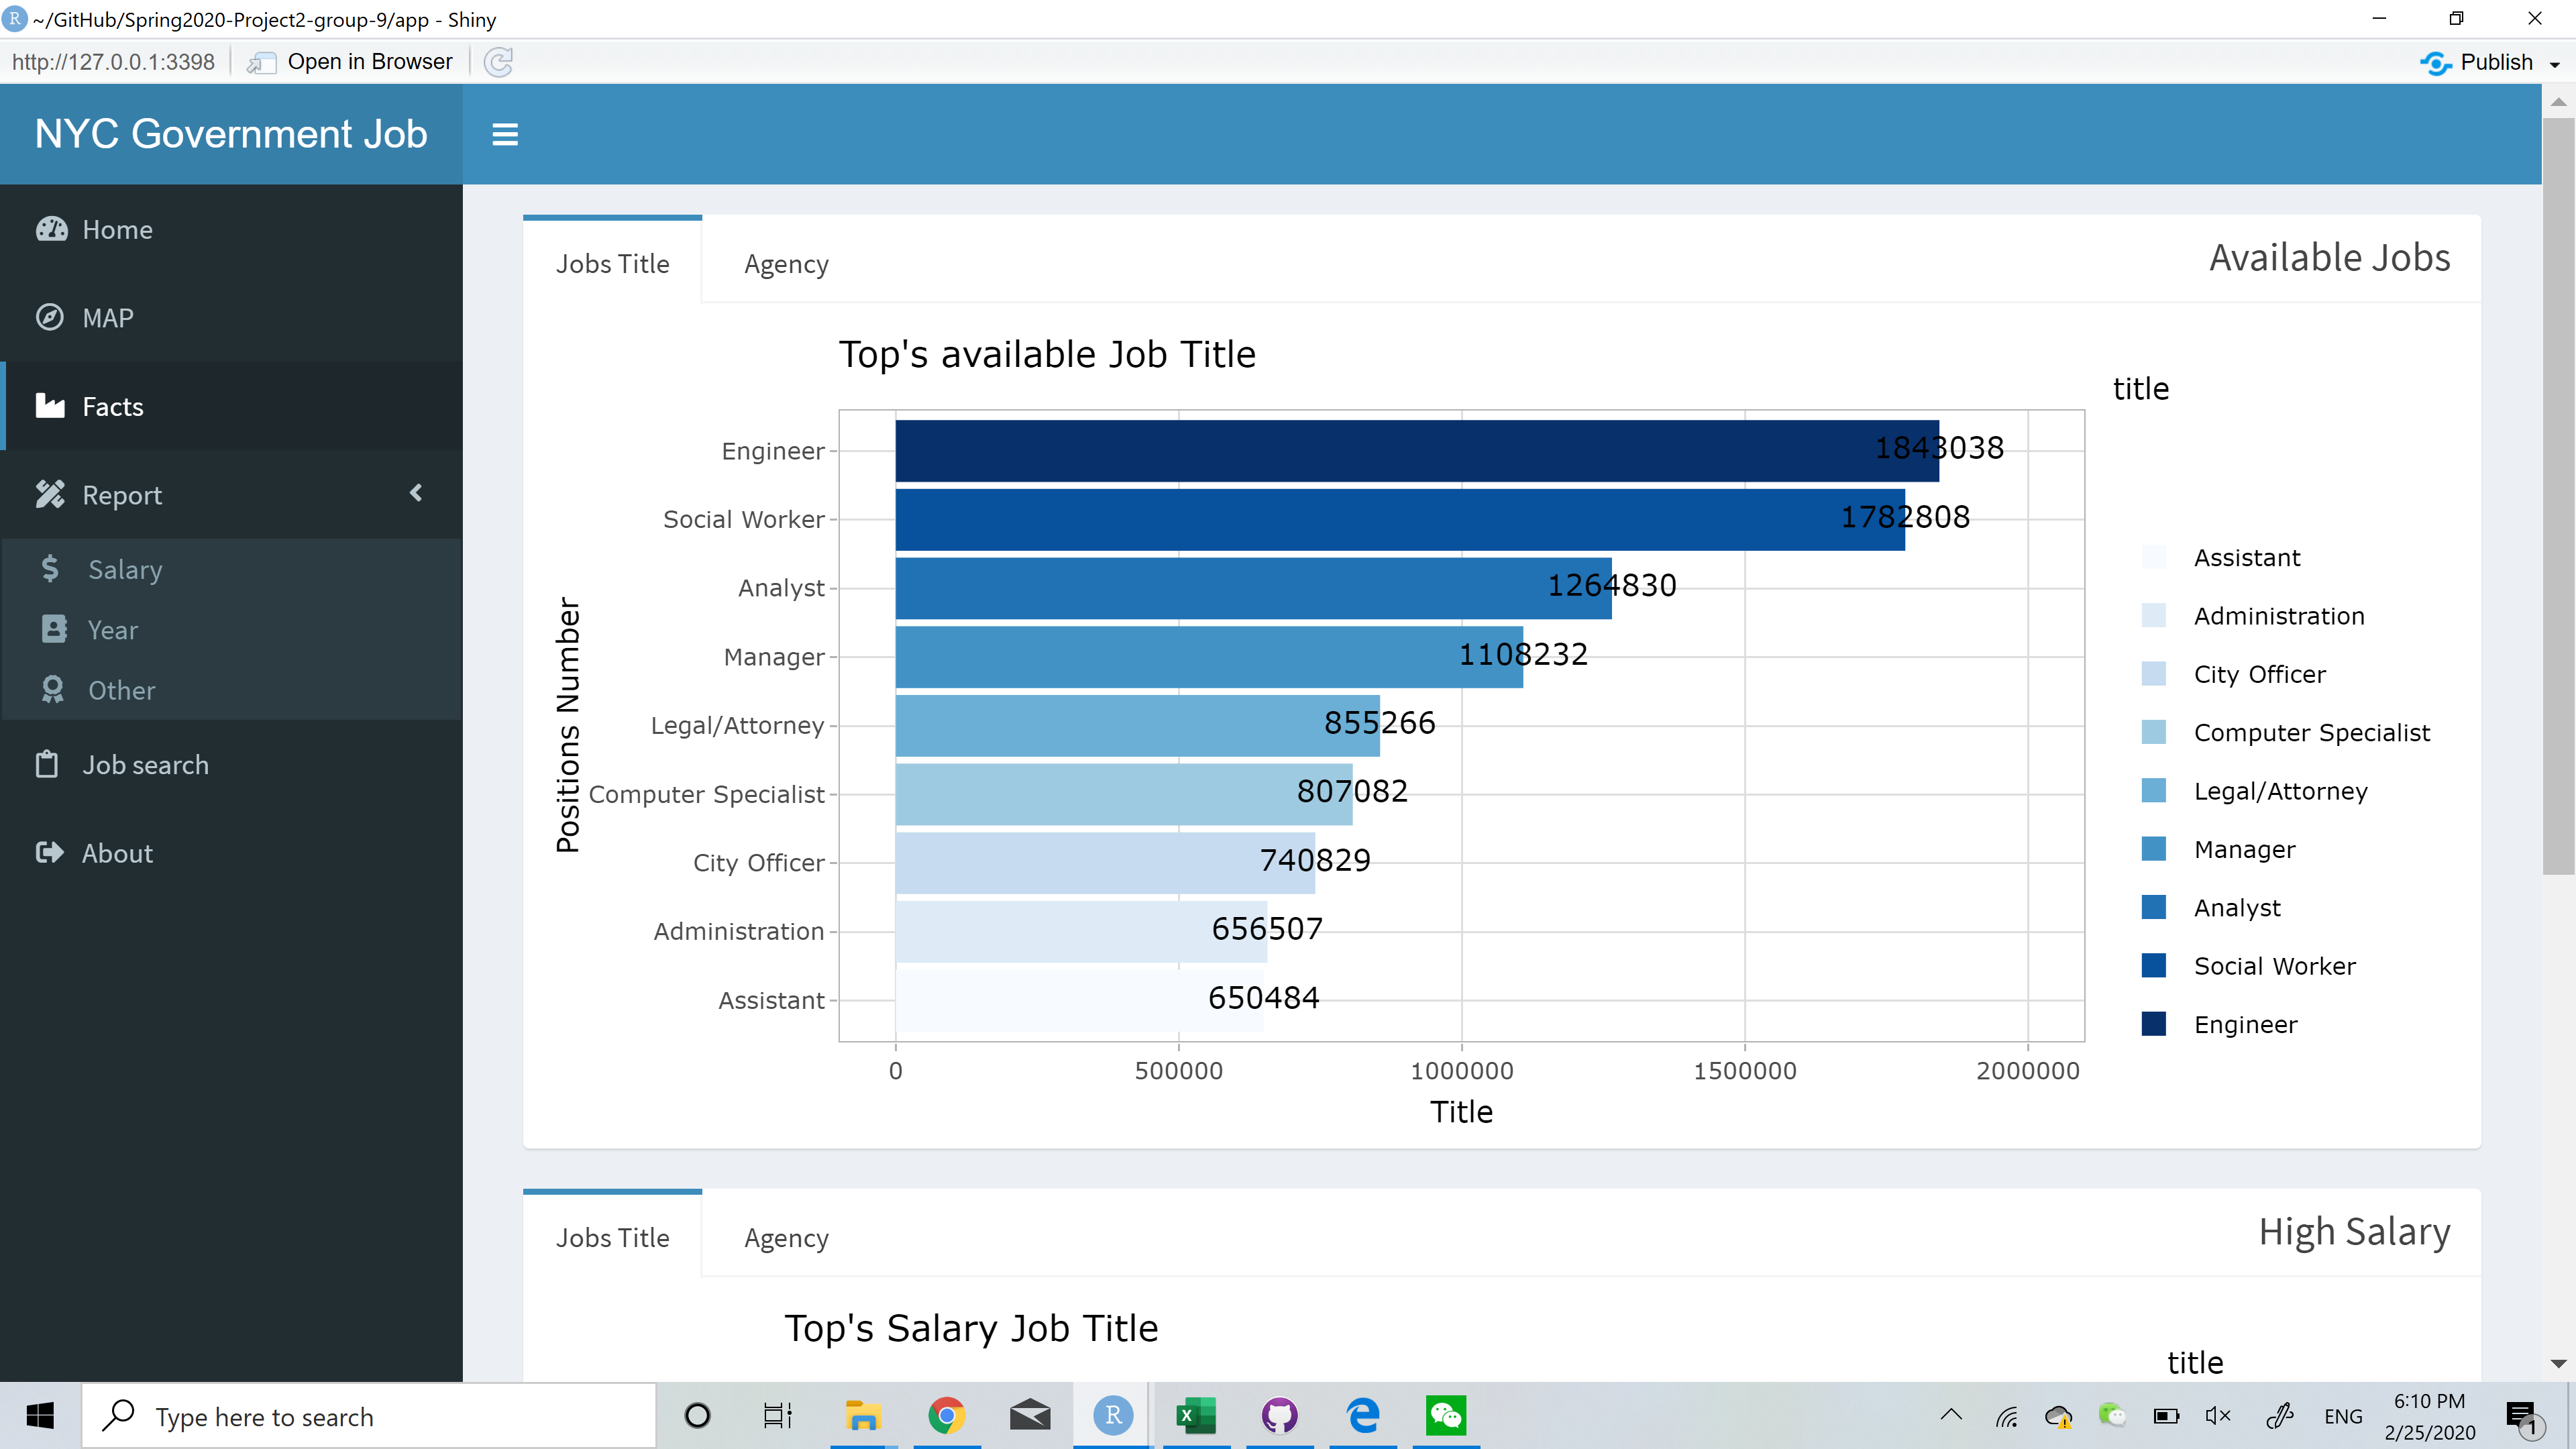 R ~/GitHub/Spring2020-Project2-group-9/app - Shiny
http://127.0.0.1:3398 Open in Browser Publish
NYC Government Job
Home
MAP
Facts
Report
Salary
Year
Other
Job search
About
Jobs Title Agency Available Jobs
Top's available Job Title
title
Positions Number
Engineer 1843038
Social Worker 1782808
Analyst 1264830
Manager 1108232
Legal/Attorney 855266
Computer Specialist 807082
City Officer 740829
Administration 656507
Assistant 650484
0 500000 1000000 1500000 2000000
Title
Assistant
Administration
City Officer
Computer Specialist
Legal/Attorney
Manager
Analyst
Social Worker
Engineer
Jobs Title Agency High Salary
Top's Salary Job Title
title
Type here to search
R
X
ENG
6:10 PM
2/25/2020
1